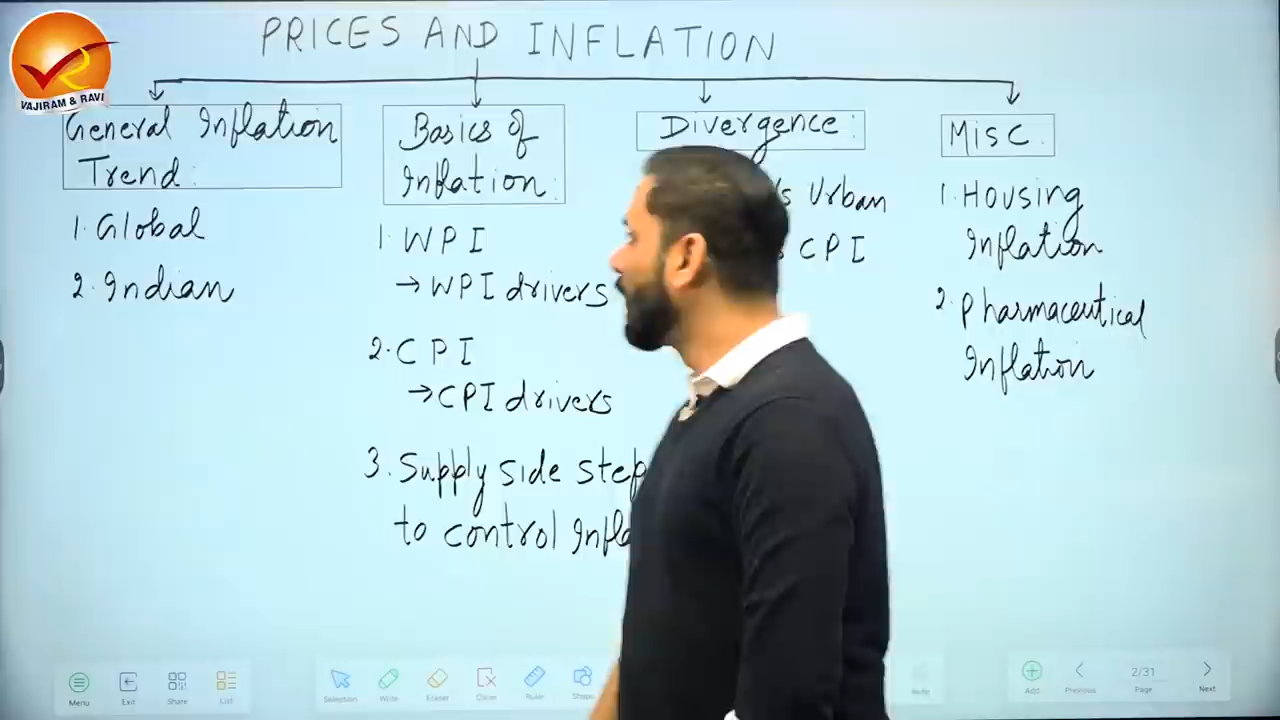 VAJIRAM & RAVI
PRICES AND INFLATION
General Inflation
Trend:
1. Global
2. Indian
Basics of
Inflation:
1. WPI
→ WPI drivers
2. CPI
→ CPI drivers
3. Supply side step
to control Infla
Divergence:
Urban
CPI
Misc.
1. Housing
Inflation
2. Pharmaceutical
Inflation
Menu
Exit
Share
List
Selection
Write
Eraser
Clear
Ruler
Shape
Add
Previous
2/31
Page
Next